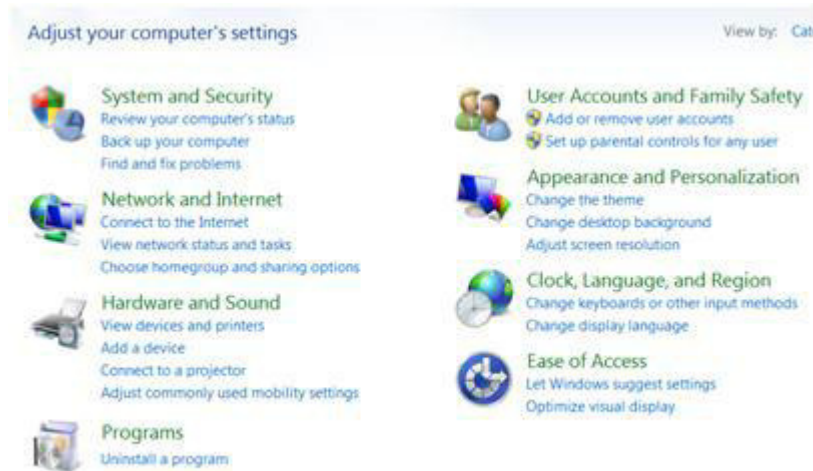 Adjust your computer's settings
View by: Cat
System and Security
Review your computer's status
Back up your computer
Find and fix problems
Network and Internet
Connect to the Internet
View network status and tasks
Choose homegroup and sharing options
Hardware and Sound
View devices and printers
Add a device
Connect to a projector
Adjust commonly used mobility settings
Programs
Uninstall a program
User Accounts and Family Safety
Add or remove user accounts
Set up parental controls for any user
Appearance and Personalization
Change the theme
Change desktop background
Adjust screen resolution
Clock, Language, and Region
Change keyboards or other input methods
Change display language
Ease of Access
Let Windows suggest settings
Optimize visual display